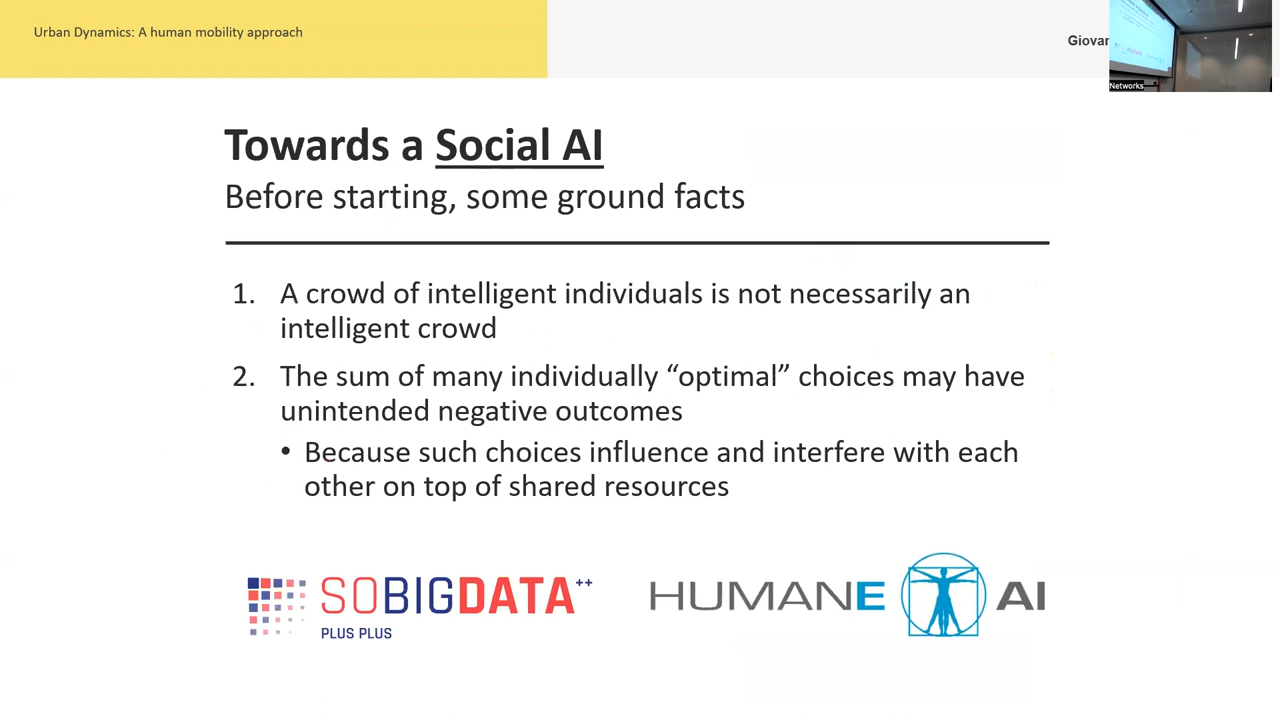 Urban Dynamics: A human mobility approach
Giovan
Networks
Towards a Social AI
Before starting, some ground facts
1. A crowd of intelligent individuals is not necessarily an
intelligent crowd
2. The sum of many individually “optimal” choices may have
unintended negative outcomes
• Because such choices influence and interfere with each
other on top of shared resources
SOBIGDATA++
PLUS PLUS
HUMANE AI